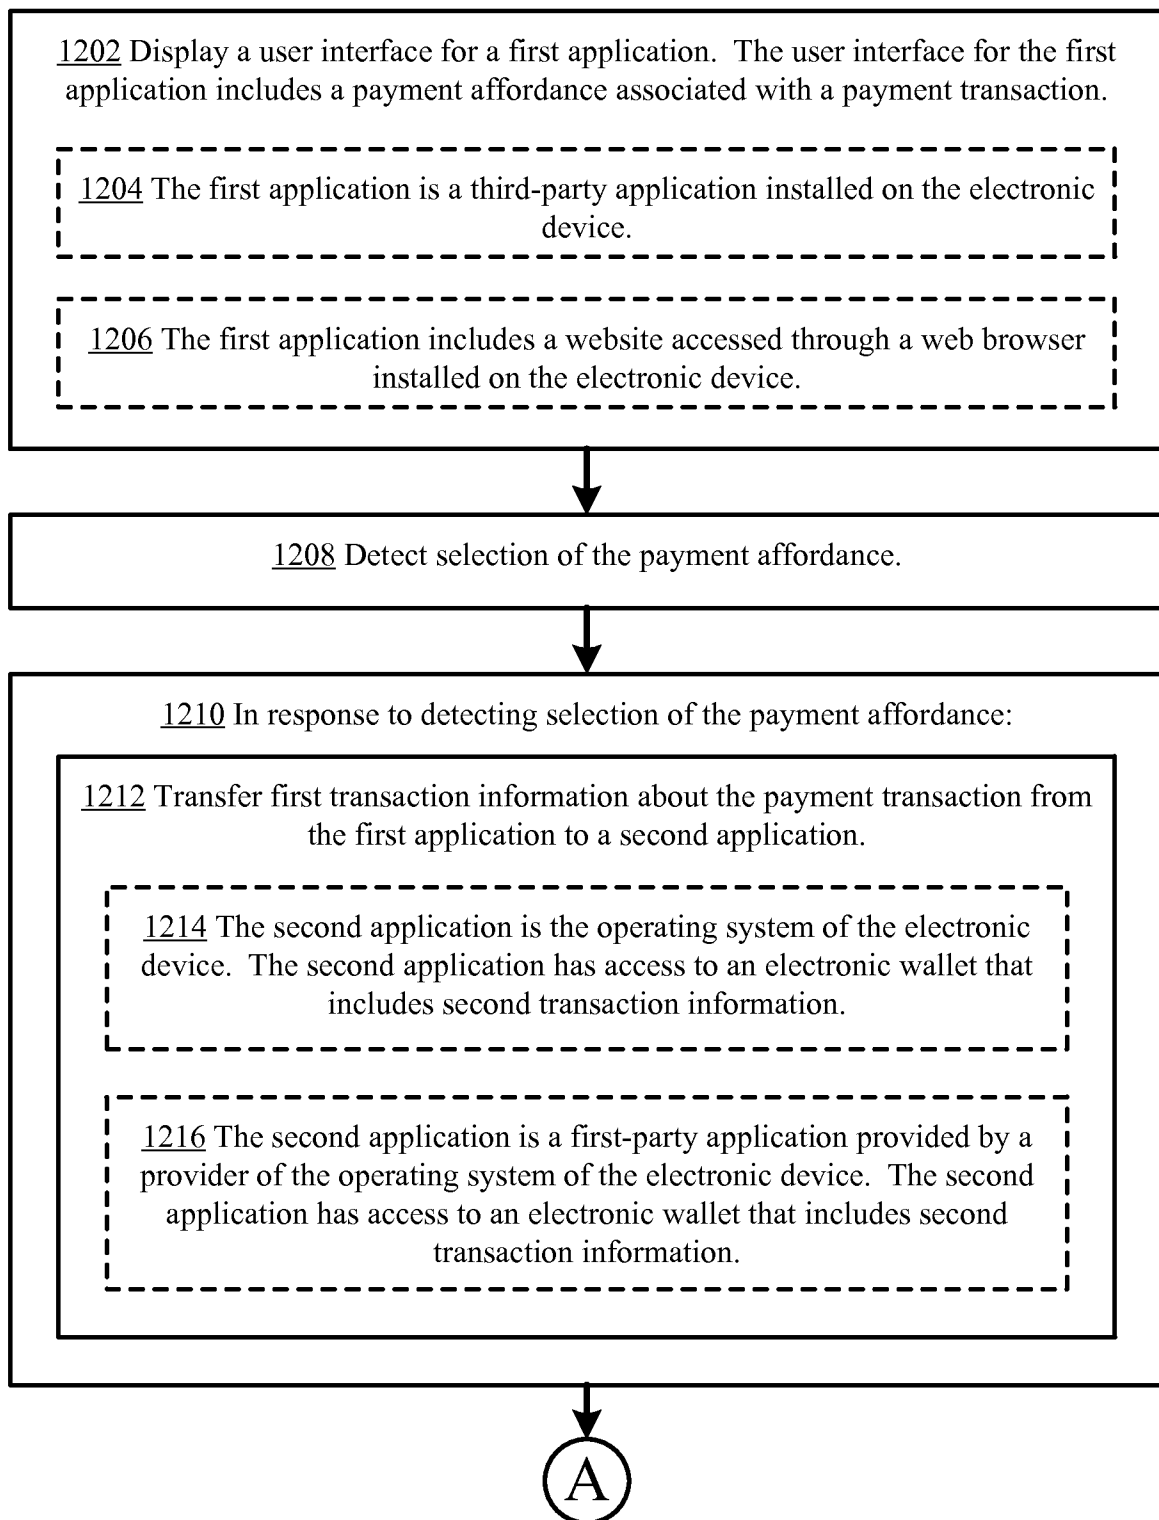 1202 Display a user interface for a first application.  The user interface for the first
application includes a payment affordance associated with a payment transaction.
1204 The first application is a third-party application installed on the electronic
device.
1206 The first application includes a website accessed through a web browser
installed on the electronic device.
1208 Detect selection of the payment affordance.
1210 In response to detecting selection of the payment affordance:
1212 Transfer first transaction information about the payment transaction from
the first application to a second application.
1214 The second application is the operating system of the electronic
device.  The second application has access to an electronic wallet that
includes second transaction information.
1216 The second application is a first-party application provided by a
provider of the operating system of the electronic device.  The second
application has access to an electronic wallet that includes second
transaction information.
A